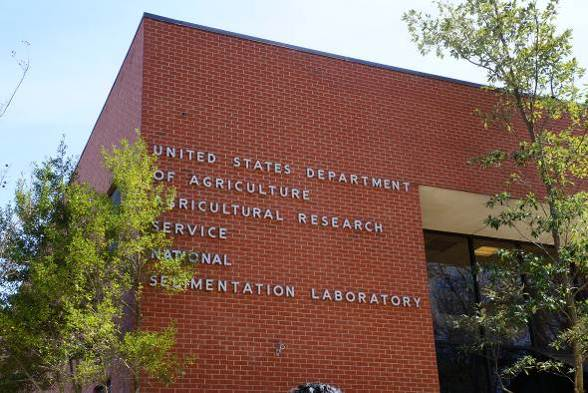 UNITED STATES DEPARTMENT
OF AGRICULTURE
AGRICULTURAL RESEARCH
SERVICE
NATIONAL
SEDIMENTATION LABORATORY